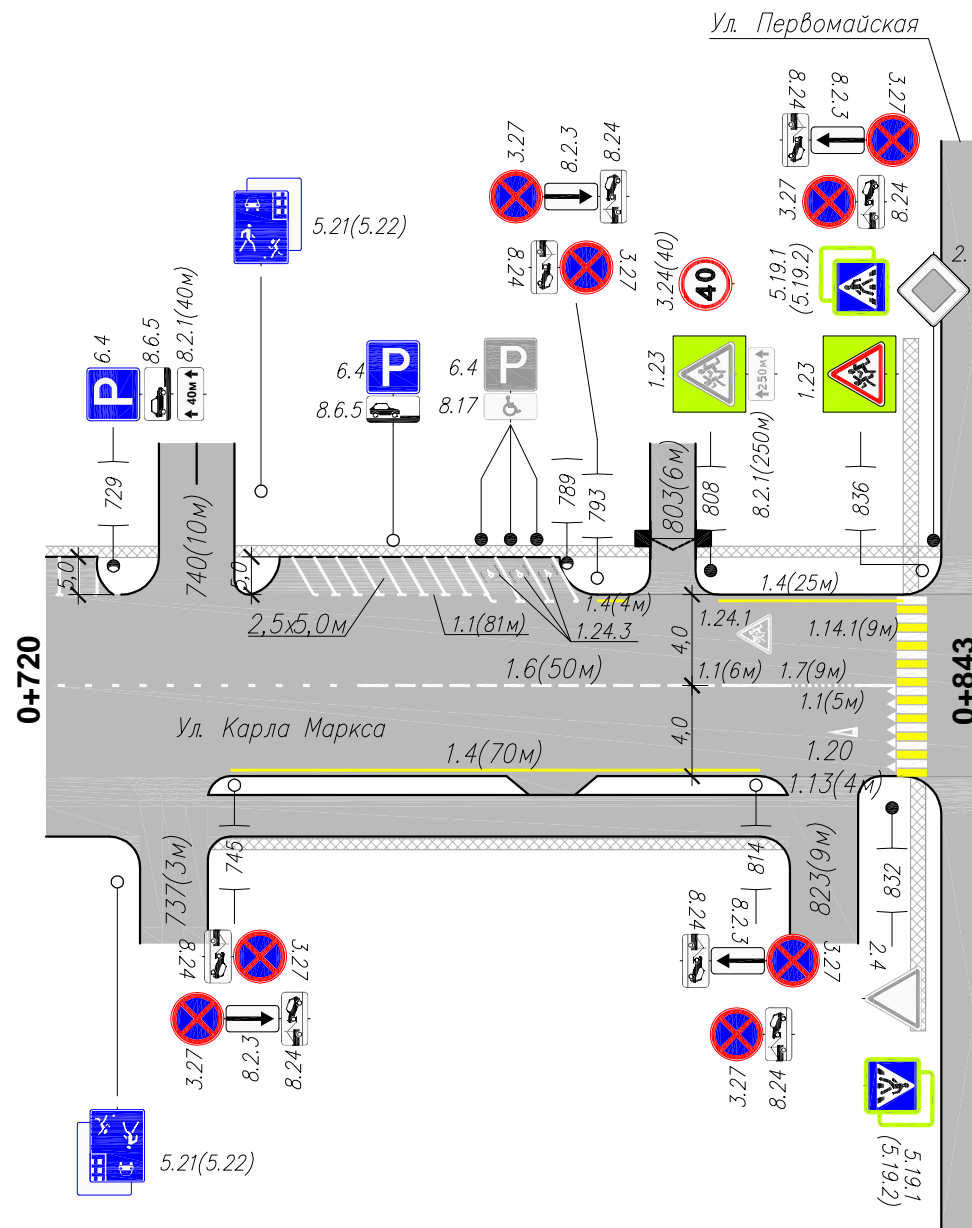 Ул. Первомайская
8.24
8.2.3
3.27
3.27
8.2.3
8.24
3.27
8.24
5.21(5.22)
8.24
3.27
3.24(40)
40
5.19.1
(5.19.2)
2.
6.4
8.6.5
8.2.1(40м)
P
40м
6.4
P
8.6.5
6.4
P
8.17
1.23
250м
1.23
729
740(10м)
789
793
803(6м)
808
8.2.1(250м)
836
5,0
5,0
2,5х5,0м
1.1(81м)
1.24.3
1.4(4м)
1.4(25м)
1.24.1
1.14.1(9м)
4,0
0+720
1.6(50м)
1.1(6м)
1.7(9м)
1.1(5м)
0+843
Ул. Карла Маркса
1.4(70м)
4,0
1.20
1.13(4м)
737(3м)
745
814
823(6м)
832
8.24
3.27
8.24
8.2.3
3.27
2.4
3.27
8.2.3
8.24
3.27
8.24
5.21(5.22)
5.19.1
(5.19.2)